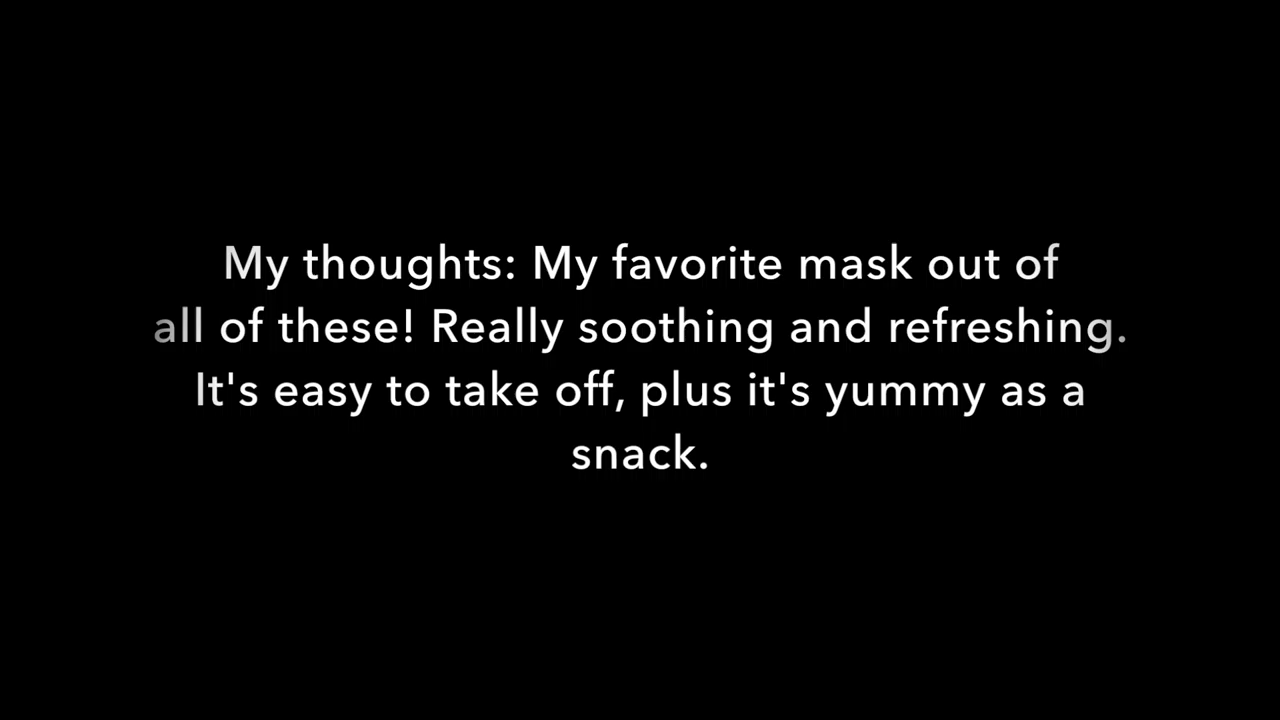 My thoughts: My favorite mask out of
all of these! Really soothing and refreshing.
It's easy to take off, plus it's yummy as a
snack.